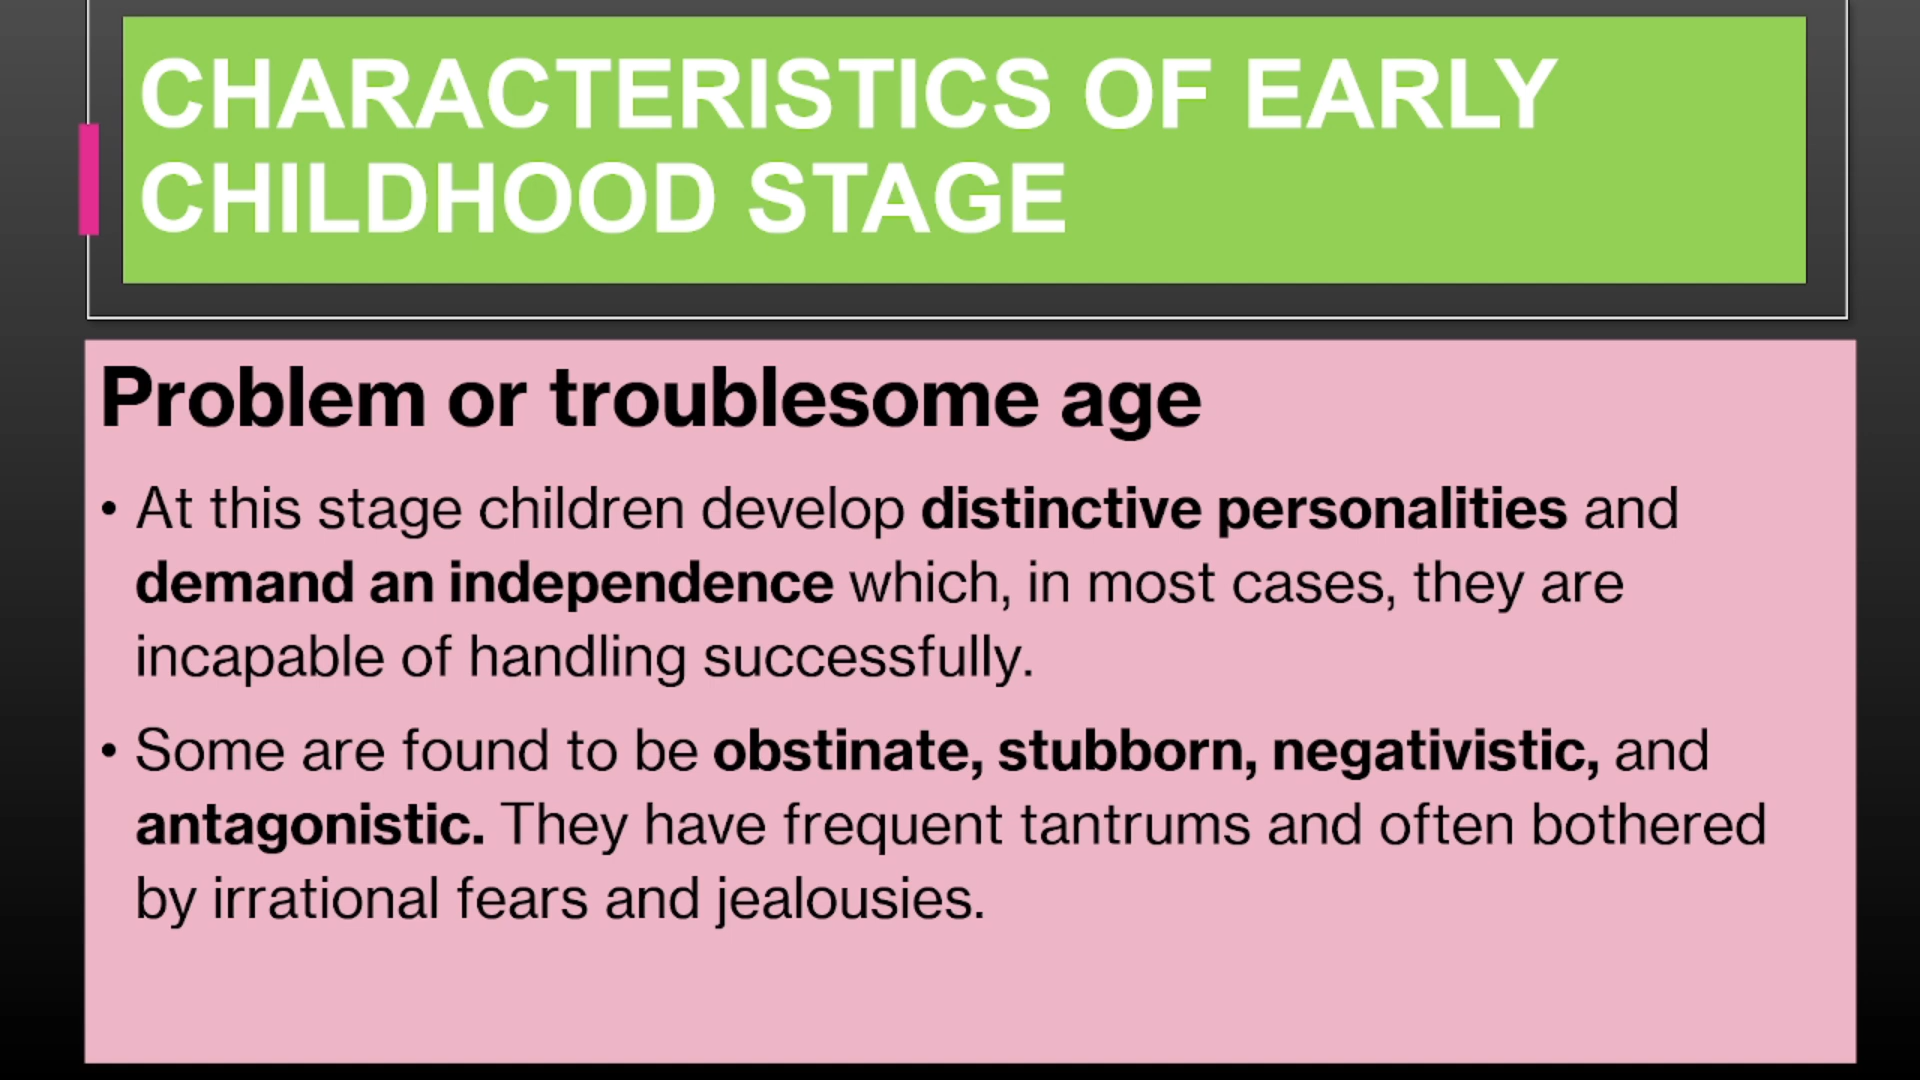 CHARACTERISTICS OF EARLY
CHILDHOOD STAGE
Problem or troublesome age
• At this stage children develop distinctive personalities and
demand an independence which, in most cases, they are
incapable of handling successfully.
• Some are found to be obstinate, stubborn, negativistic, and
antagonistic. They have frequent tantrums and often bothered
by irrational fears and jealousies.